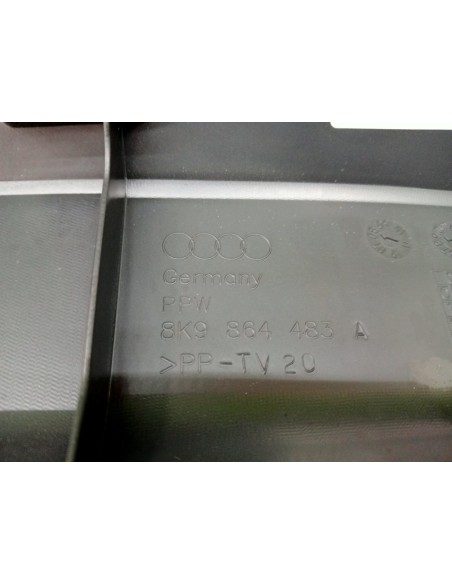 Germany
PPW
8K9 864 483 A
>PP-TV 20